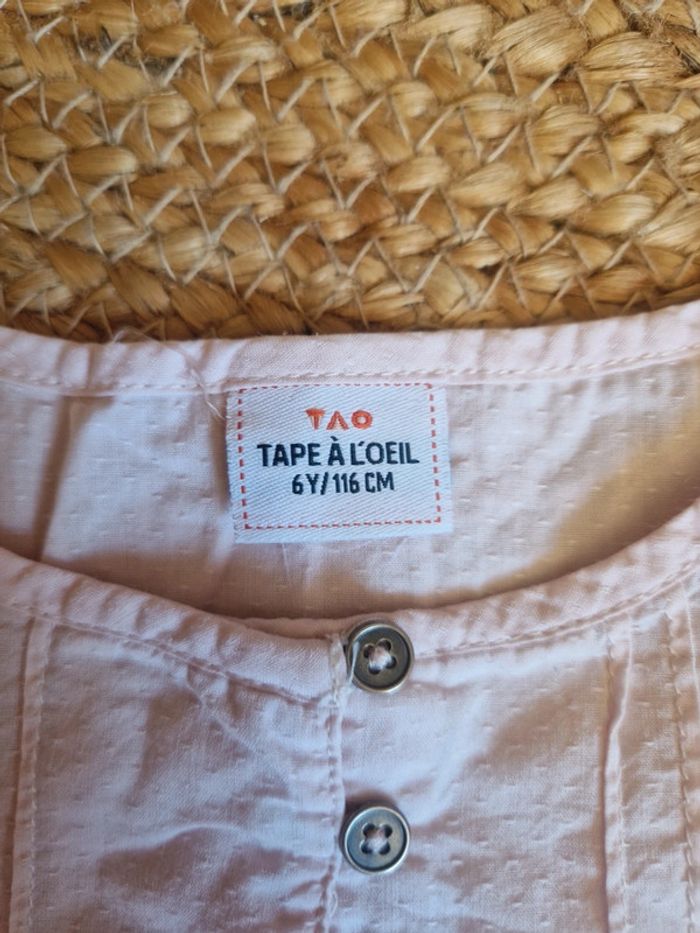 TAO
TAPE À L'OEIL
6Y/116 CM